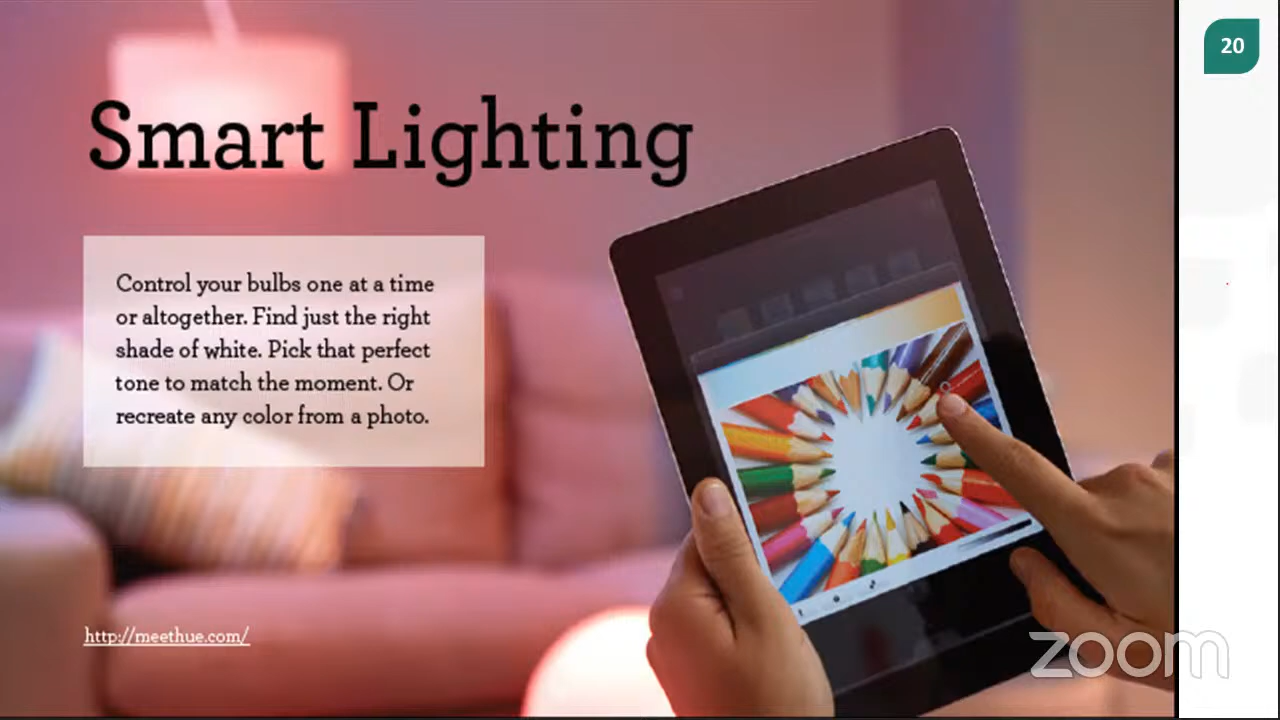 20
Smart Lighting
Control your bulbs one at a time
or altogether. Find just the right
shade of white. Pick that perfect
tone to match the moment. Or
recreate any color from a photo.
http://meethue.com/
zoom